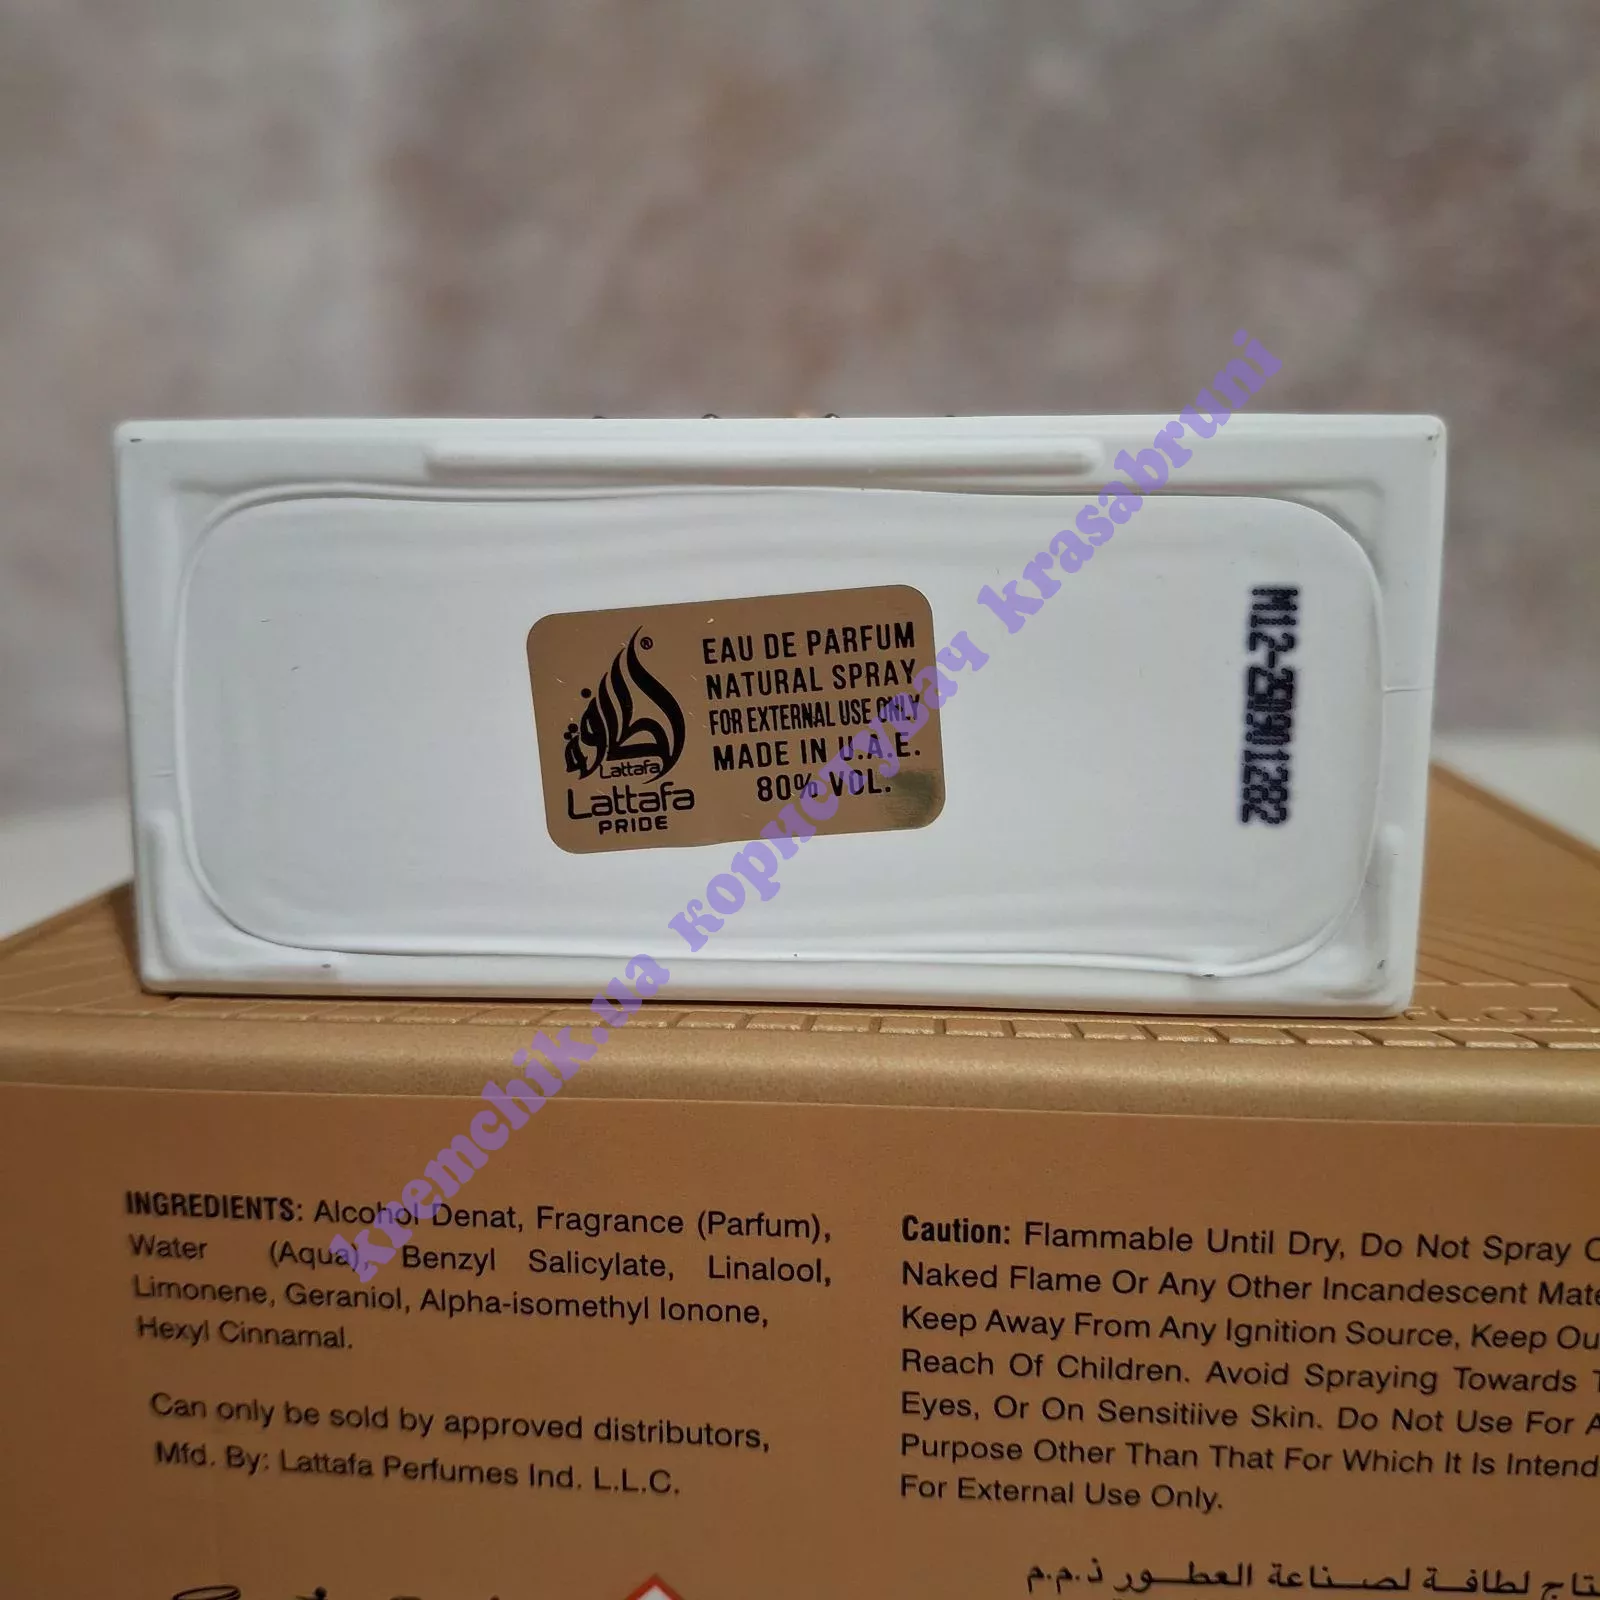 لطافة
®
Lattafa
Lattafa
PRIDE
EAU DE PARFUM
NATURAL SPRAY
FOR EXTERNAL USE ONLY
MADE IN U.A.E.
80% VOL.
kremchik.ua користувач krasabruni
FL.OZ.
INGREDIENTS: Alcohol Denat, Fragrance (Parfum),
Water (Aqua), Benzyl Salicylate, Linalool,
Limonene, Geraniol, Alpha-isomethyl Ionone,
Hexyl Cinnamal.
Can only be sold by approved distributors,
Mfd. By: Lattafa Perfumes Ind. L.L.C.
Caution: Flammable Until Dry, Do Not Spray
Naked Flame Or Any Other Incandescent
Keep Away From Any Ignition Source, Keep
Reach Of Children. Avoid Spraying Towards
Eyes, Or On Sensitiive Skin. Do Not Use For
Purpose Other Than That For Which It Is
For External Use Only.
لطافة لصناعة العطور ذ.م.م